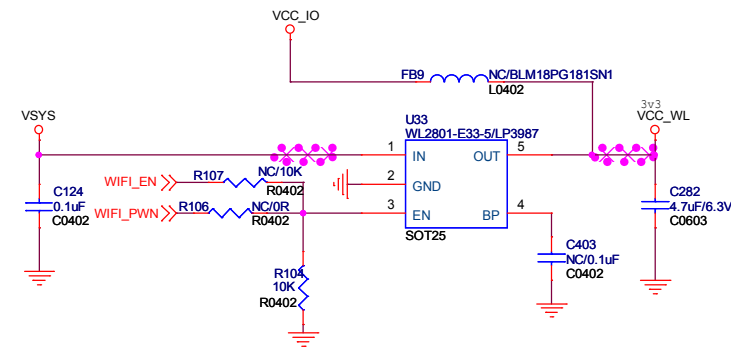 VCC_IO
FB9 NC/BLM18PG181SN1
L0402
3v3
VSYS U33 VCC_WL
WL2801-E33-5/LP3987
1 IN OUT 5
C124 R107 NC/10K 2 GND C282
WIFI_EN R0402 4.7uF/6.3V
0.1uF
C0402 WIFI_PWN R106 NC/0R 3 EN BP 4 C0603
R0402 SOT25
C403
NC/0.1uF
R104 C0402
10K
R0402